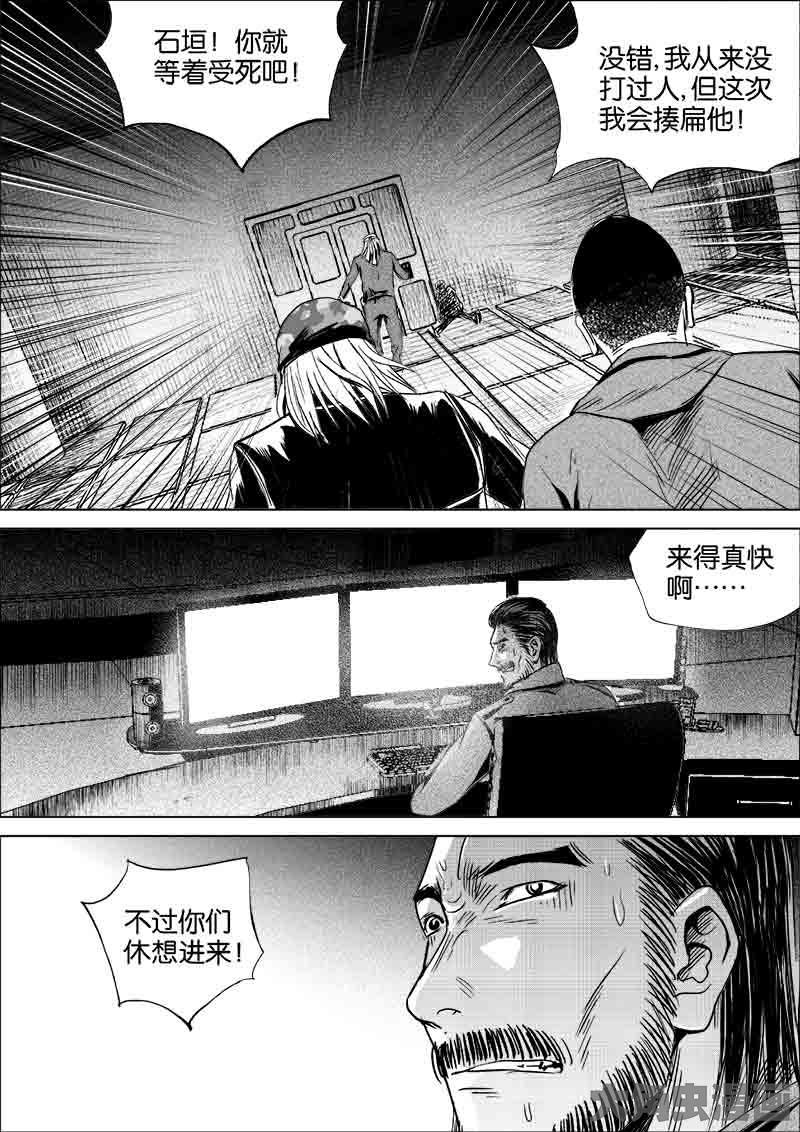 石垣！你就
等着受死吧！
没错，我从来没
打过人，但这次
我会揍扁他！
来得真快
啊……
不过你们
休想进来！